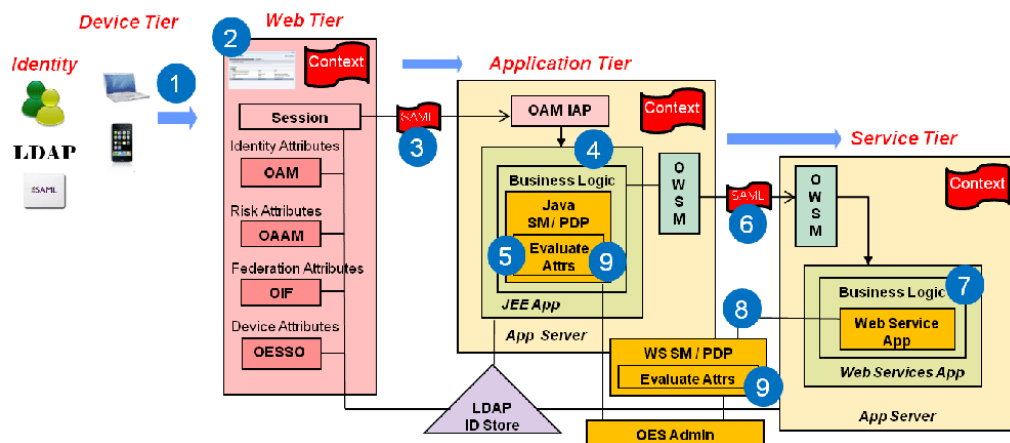 Device Tier
Web Tier
Identity
1
2
Context
Application Tier
LDAP
SAML
Session
SAML
3
OAM IAP
Context
Service Tier
Identity Attributes
OAM
4
Business Logic
Java
SM / PDP
Evaluate
Attrs
5
9
JEE App
App Server
O
W
S
M
SAML
6
O
W
S
M
Context
Risk Attributes
OAAM
Federation Attributes
OIF
Device Attributes
OESSO
Business Logic
7
Web Service
App
Web Services App
App Server
8
WS SM / PDP
Evaluate Attrs
9
LDAP
ID Store
OES Admin